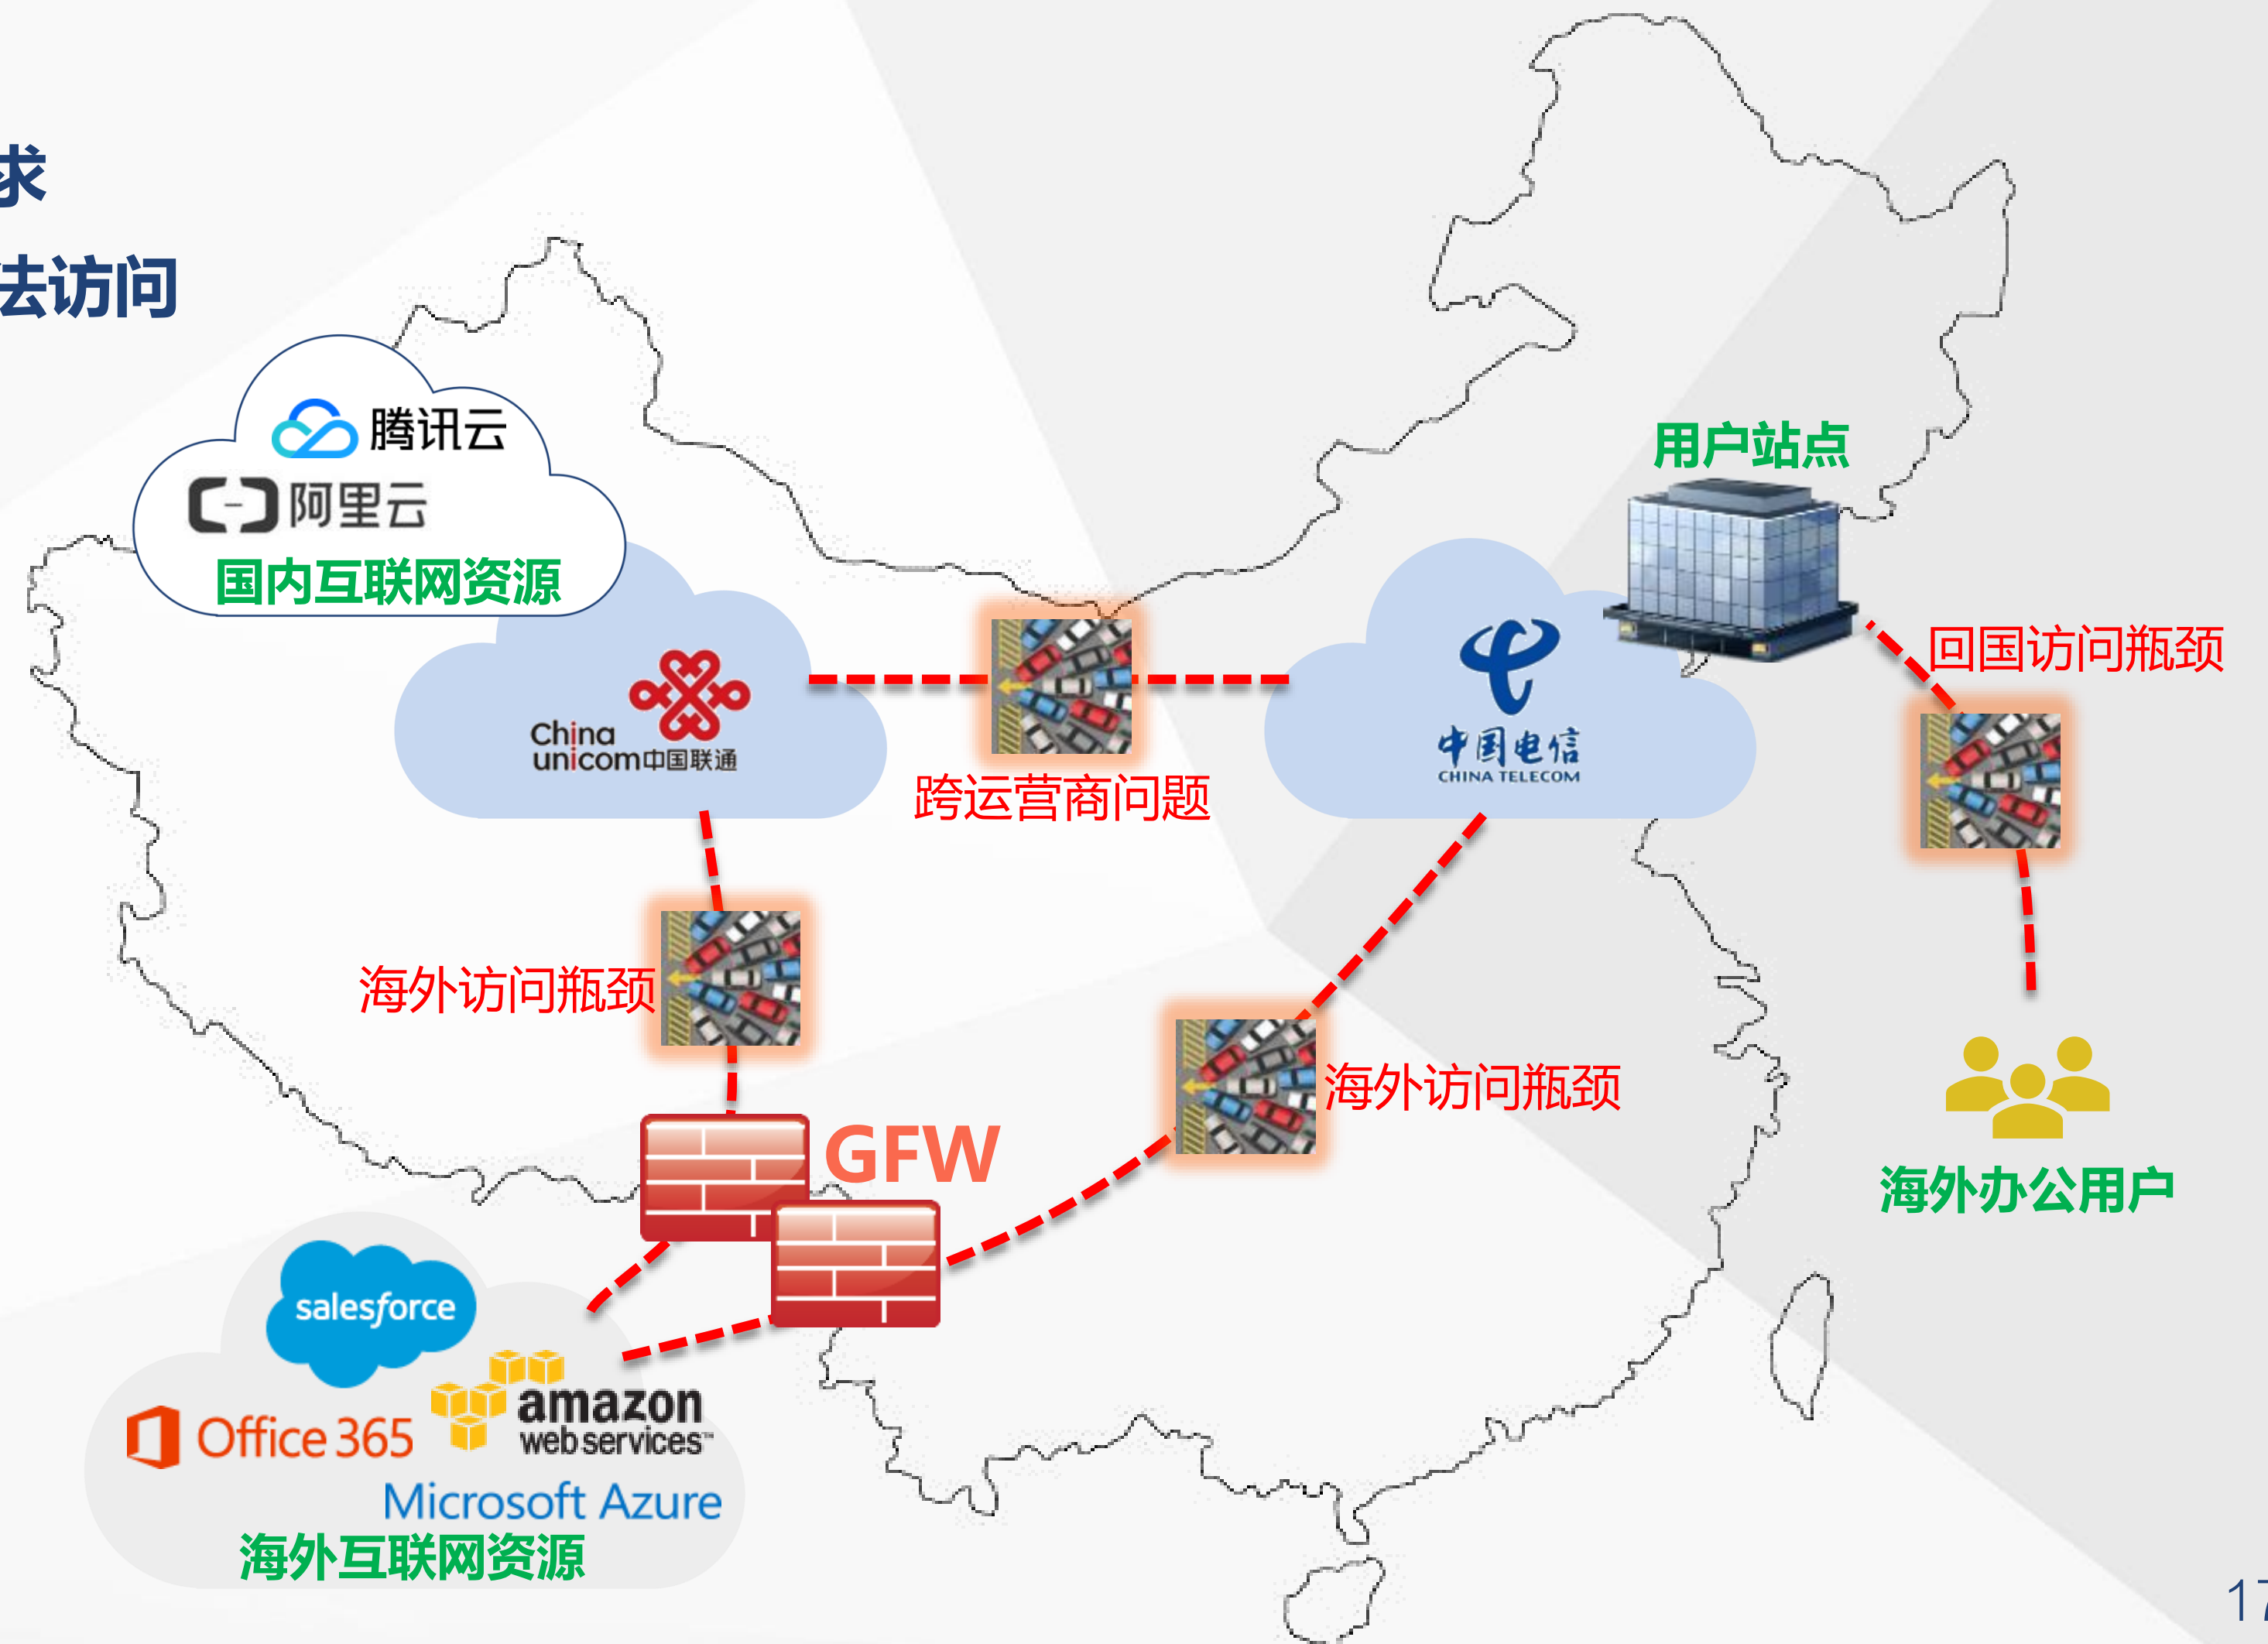 求
法访问
腾讯云
阿里云
国内互联网资源
用户站点
China
unicom中国联通
中国电信
CHINA TELECOM
回国访问瓶颈
跨运营商问题
海外访问瓶颈
海外访问瓶颈
GFW
海外办公用户
salesforce
Office 365
amazon
web services™
Microsoft Azure
海外互联网资源
17